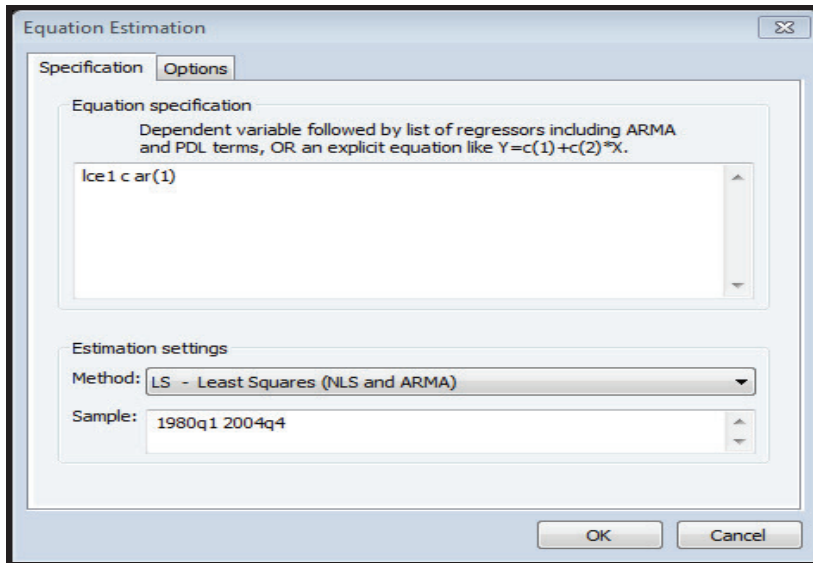 Equation Estimation
Specification Options
Equation specification
Dependent variable followed by list of regressors including ARMA
and PDL terms, OR an explicit equation like Y=c(1)+c(2)*X.
lce1 c ar(1)
Estimation settings
Method: LS - Least Squares (NLS and ARMA)
Sample: 1980q1 2004q4
OK Cancel